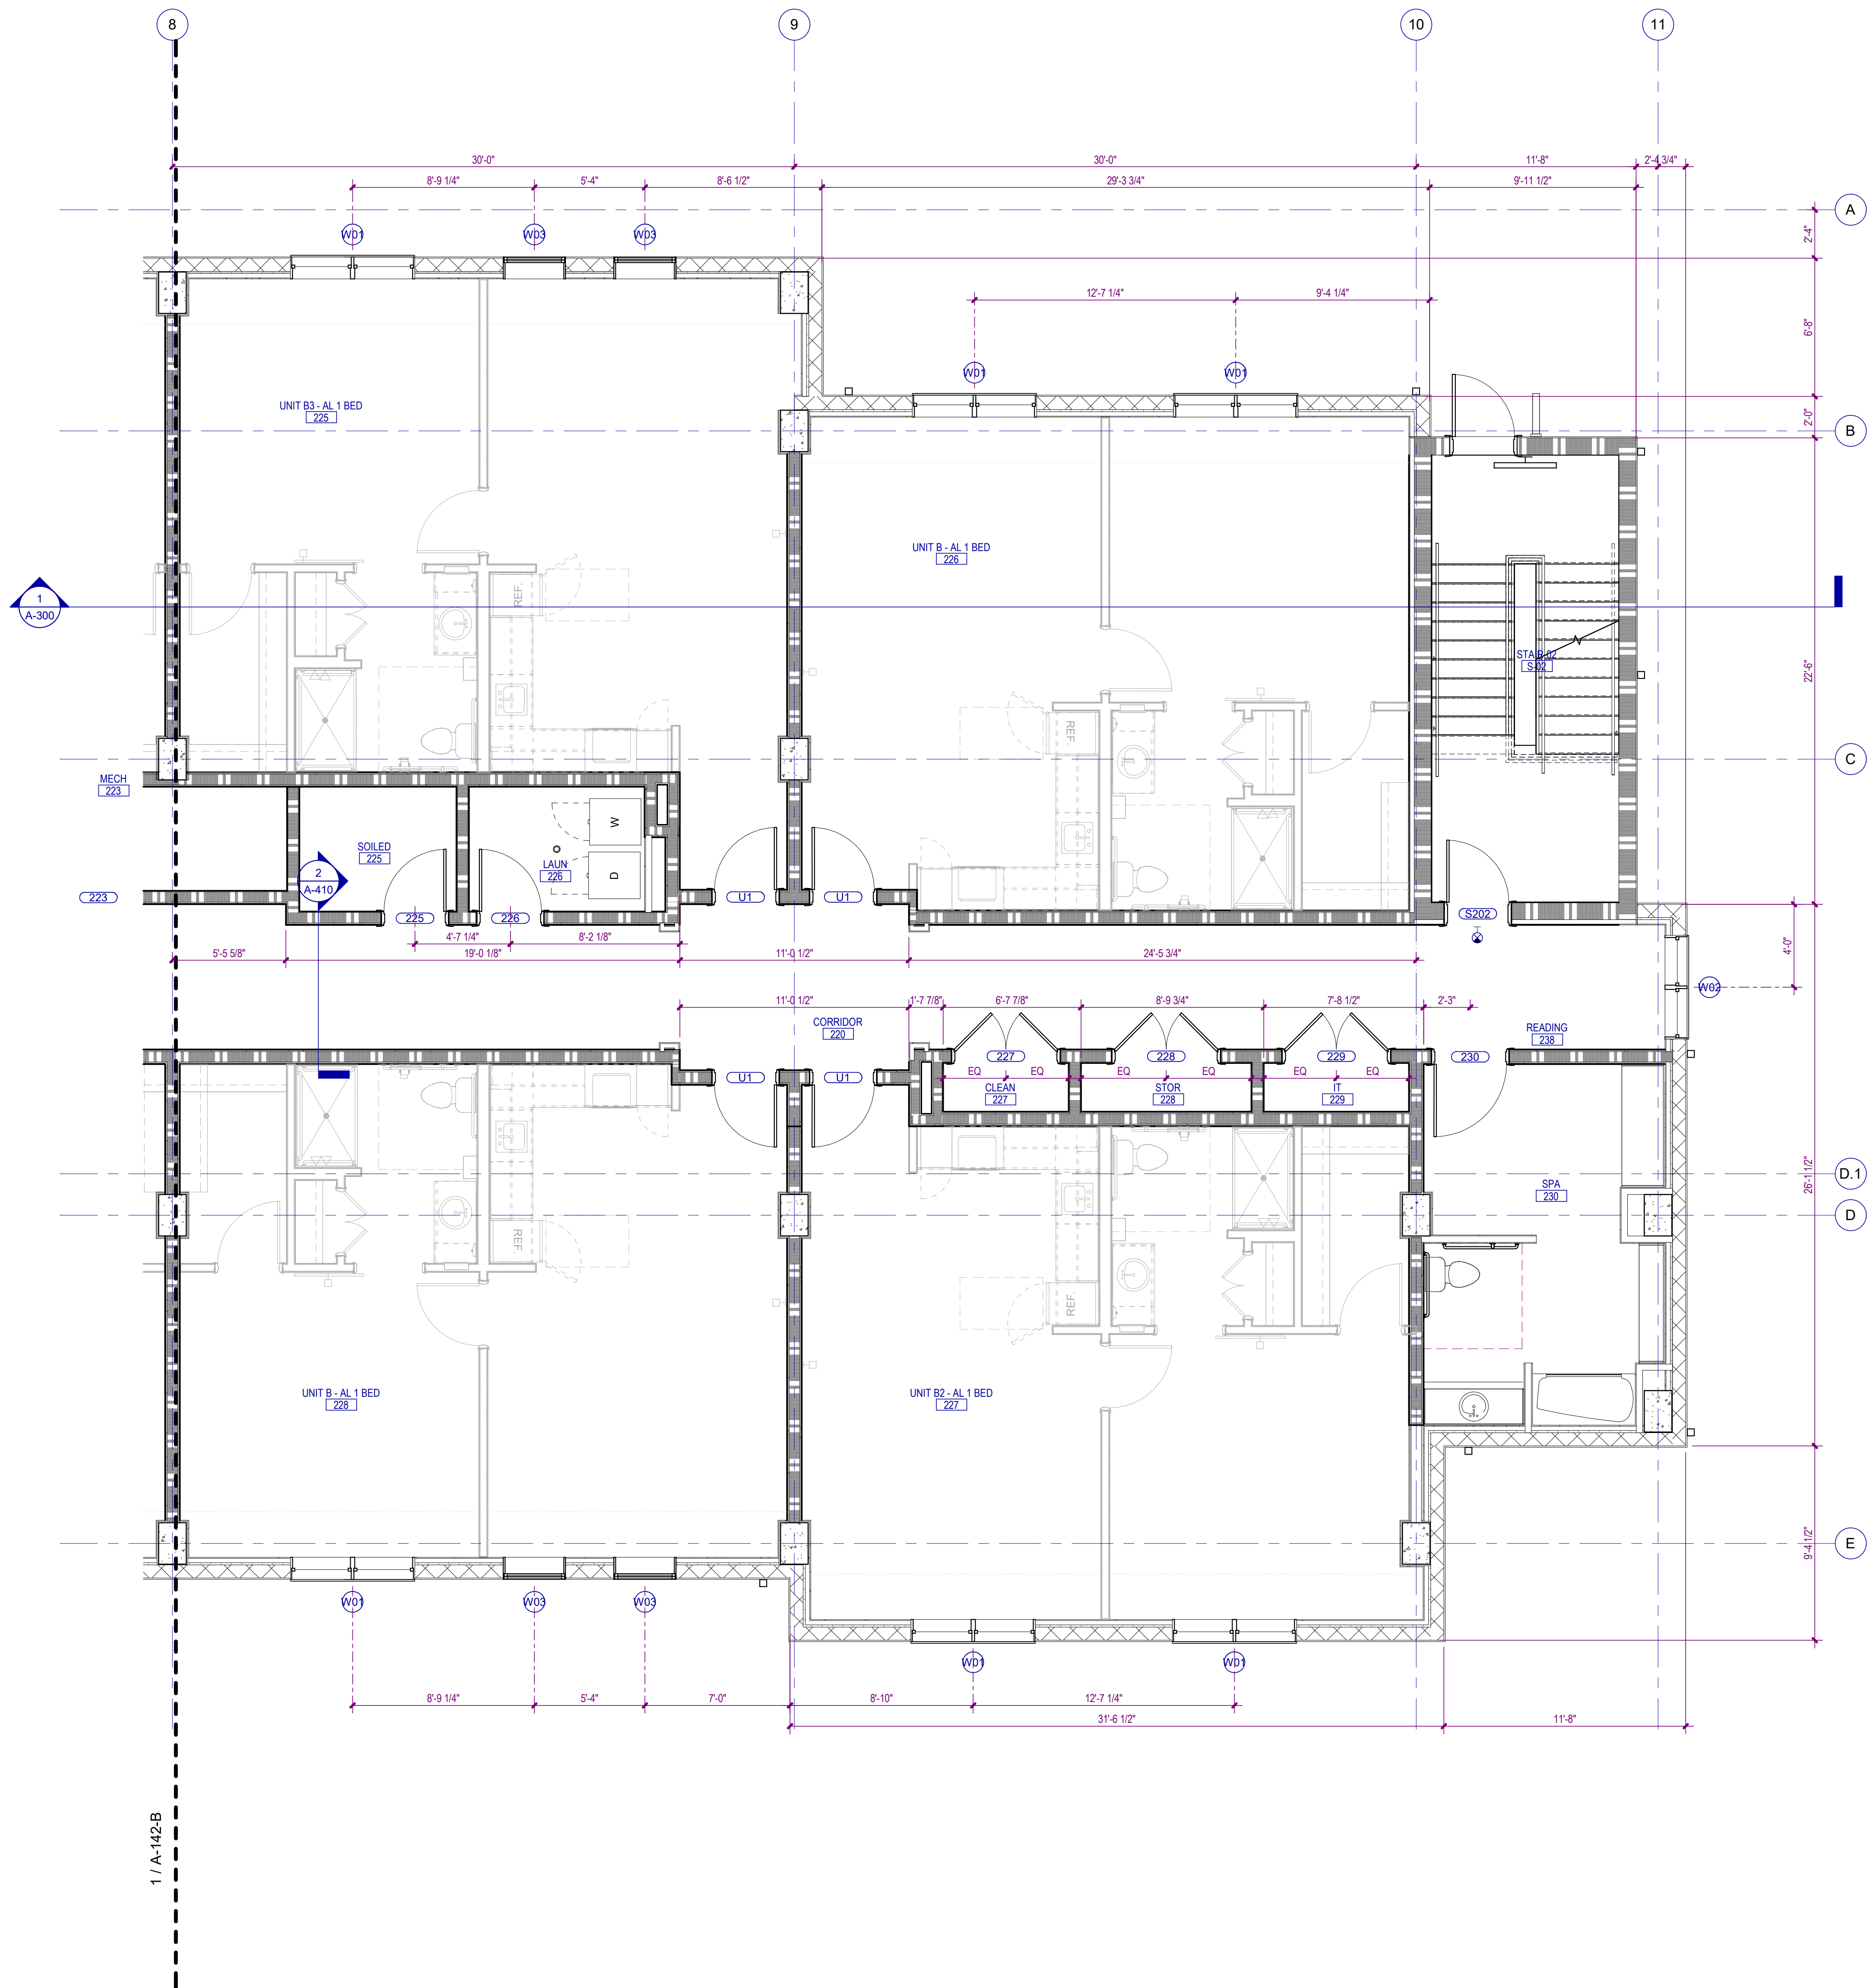 8
9
10
11
30'-0"
30'-0"
11'-8"
2'-4 3/4"
8'-9 1/4"
5'-4"
8'-6 1/2"
29'-3 3/4"
9'-11 1/2"
A
2'-4"
W01
W03
W03
12'-7 1/4"
9'-4 1/4"
6'-8"
W01
W01
UNIT B3 - AL 1 BED
225
2'-0"
B
UNIT B - AL 1 BED
226
1
A-300
REF.
STAIR-02
S-02
22'-6"
REF.
C
MECH
223
W
SOILED
225
LAUN
226
D
2
A-410
223
U1
U1
225
226
S202
4'-7 1/4"
8'-2 1/8"
5'-5 5/8"
19'-0 1/8"
11'-0 1/2"
24'-5 3/4"
4'-0"
W02
11'-0 1/2"
1'-7 7/8"
6'-7 7/8"
8'-9 3/4"
7'-8 1/2"
2'-3"
CORRIDOR
220
READING
238
227
228
229
230
U1
U1
EQ
EQ
EQ
EQ
EQ
EQ
CLEAN
227
STOR
228
IT
229
D.1
26'-1 1/2"
SPA
230
D
REF.
REF.
UNIT B - AL 1 BED
228
UNIT B2 - AL 1 BED
227
E
9'-4 1/2"
W01
W03
W03
W01
W01
8'-9 1/4"
5'-4"
7'-0"
8'-10"
12'-7 1/4"
31'-6 1/2"
11'-8"
1 / A-142-B